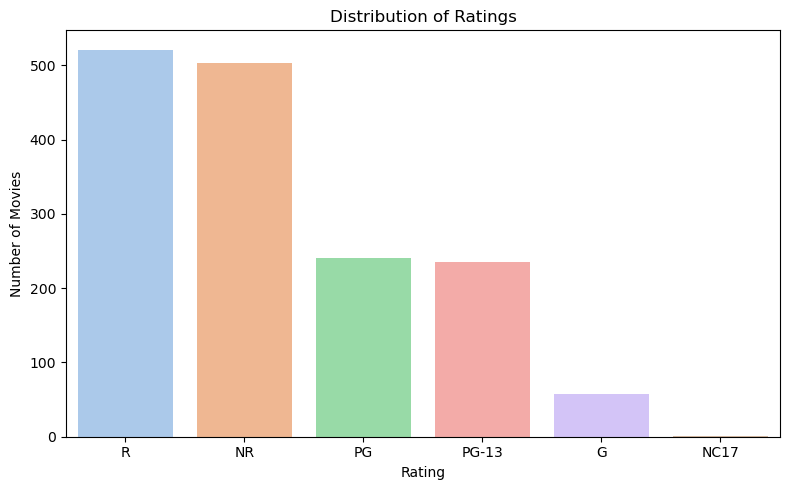 Distribution of Ratings
Number of Movies
500
400
300
200
100
0
R NR PG PG-13 G NC17
Rating